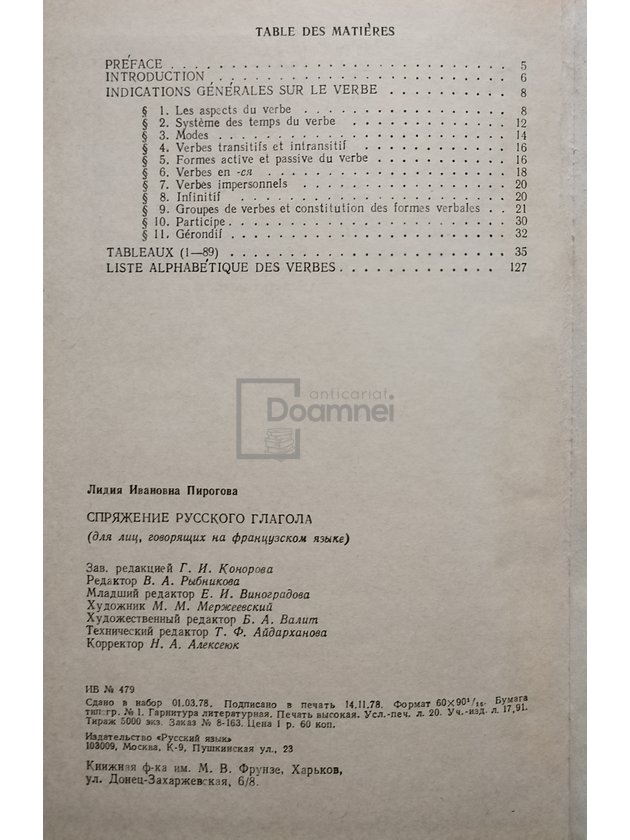 TABLE DES MATIÈRES
PRÉFACE . . . . . . . . . . . . . . . . . . . . . . . . 5
INTRODUCTION . . . . . . . . . . . . . . . . . . . . . 6
INDICATIONS GÉNÉRALES SUR LE VERBE . . . . . . . . . . 8
§ 1. Les aspects du verbe . . . . . . . . . . . . . . . 8
§ 2. Système des temps du verbe . . . . . . . . . . . . 12
§ 3. Modes . . . . . . . . . . . . . . . . . . . . . . 14
§ 4. Verbes transitifs et intransitif . . . . . . . . . . 16
§ 5. Formes active et passive du verbe . . . . . . . . . 16
§ 6. Verbes en -ся . . . . . . . . . . . . . . . . . . 18
§ 7. Verbes impersonnels . . . . . . . . . . . . . . . 20
§ 8. Infinitif . . . . . . . . . . . . . . . . . . . . 20
§ 9. Groupes de verbes et constitution des formes verbales . . 21
§ 10. Participe . . . . . . . . . . . . . . . . . . . . 30
§ 11. Gérondif . . . . . . . . . . . . . . . . . . . . 32
TABLEAUX (1—89) . . . . . . . . . . . . . . . . . . . 35
LISTE ALPHABÉTIQUE DES VERBES . . . . . . . . . . . . . 127
anticariat
Doamnei
Лидия Ивановна Пирогова
СПРЯЖЕНИЕ РУССКОГО ГЛАГОЛА
(для лиц, говорящих на французском языке)
Зав. редакцией Г. И. Конорова
Редактор В. А. Рыбникова
Младший редактор Е. И. Виноградова
Художник М. М. Мержеевский
Художественный редактор Б. А. Валит
Технический редактор Т. Ф. Айдарханова
Корректор Н. А. Алексеюк
ИБ № 479
Сдано в набор 01.03.78. Подписано в печать 14.11.78. Формат 60×90¹/₁₆. Бумага
типогр. № 1. Гарнитура литературная. Печать высокая. Усл.-печ. л. 20. Уч.-изд. л. 17,91.
Тираж 5000 экз. Заказ № 8-163. Цена 1 р. 60 коп.
Издательство «Русский язык»
103009, Москва, К-9, Пушкинская ул., 23
Книжная ф-ка им. М. В. Фрунзе, Харьков,
ул. Донец-Захаржевская, 6/8.